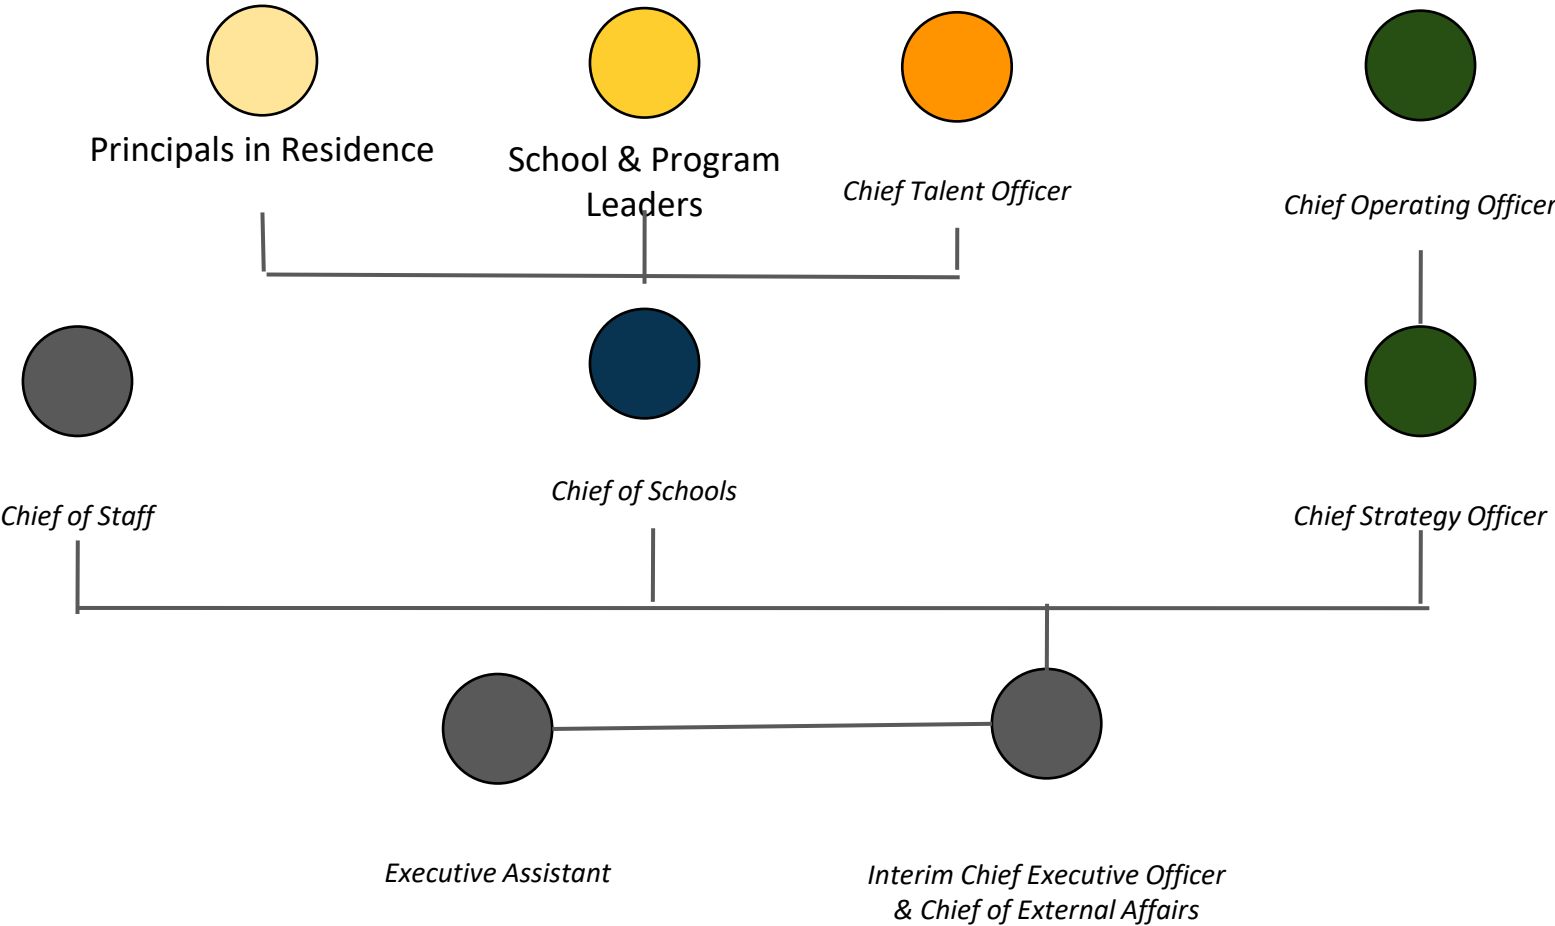 Principals in Residence
School & Program
Leaders
Chief Talent Officer
Chief Operating Officer
Chief of Staff
Chief of Schools
Chief Strategy Officer
Executive Assistant
Interim Chief Executive Officer
& Chief of External Affairs